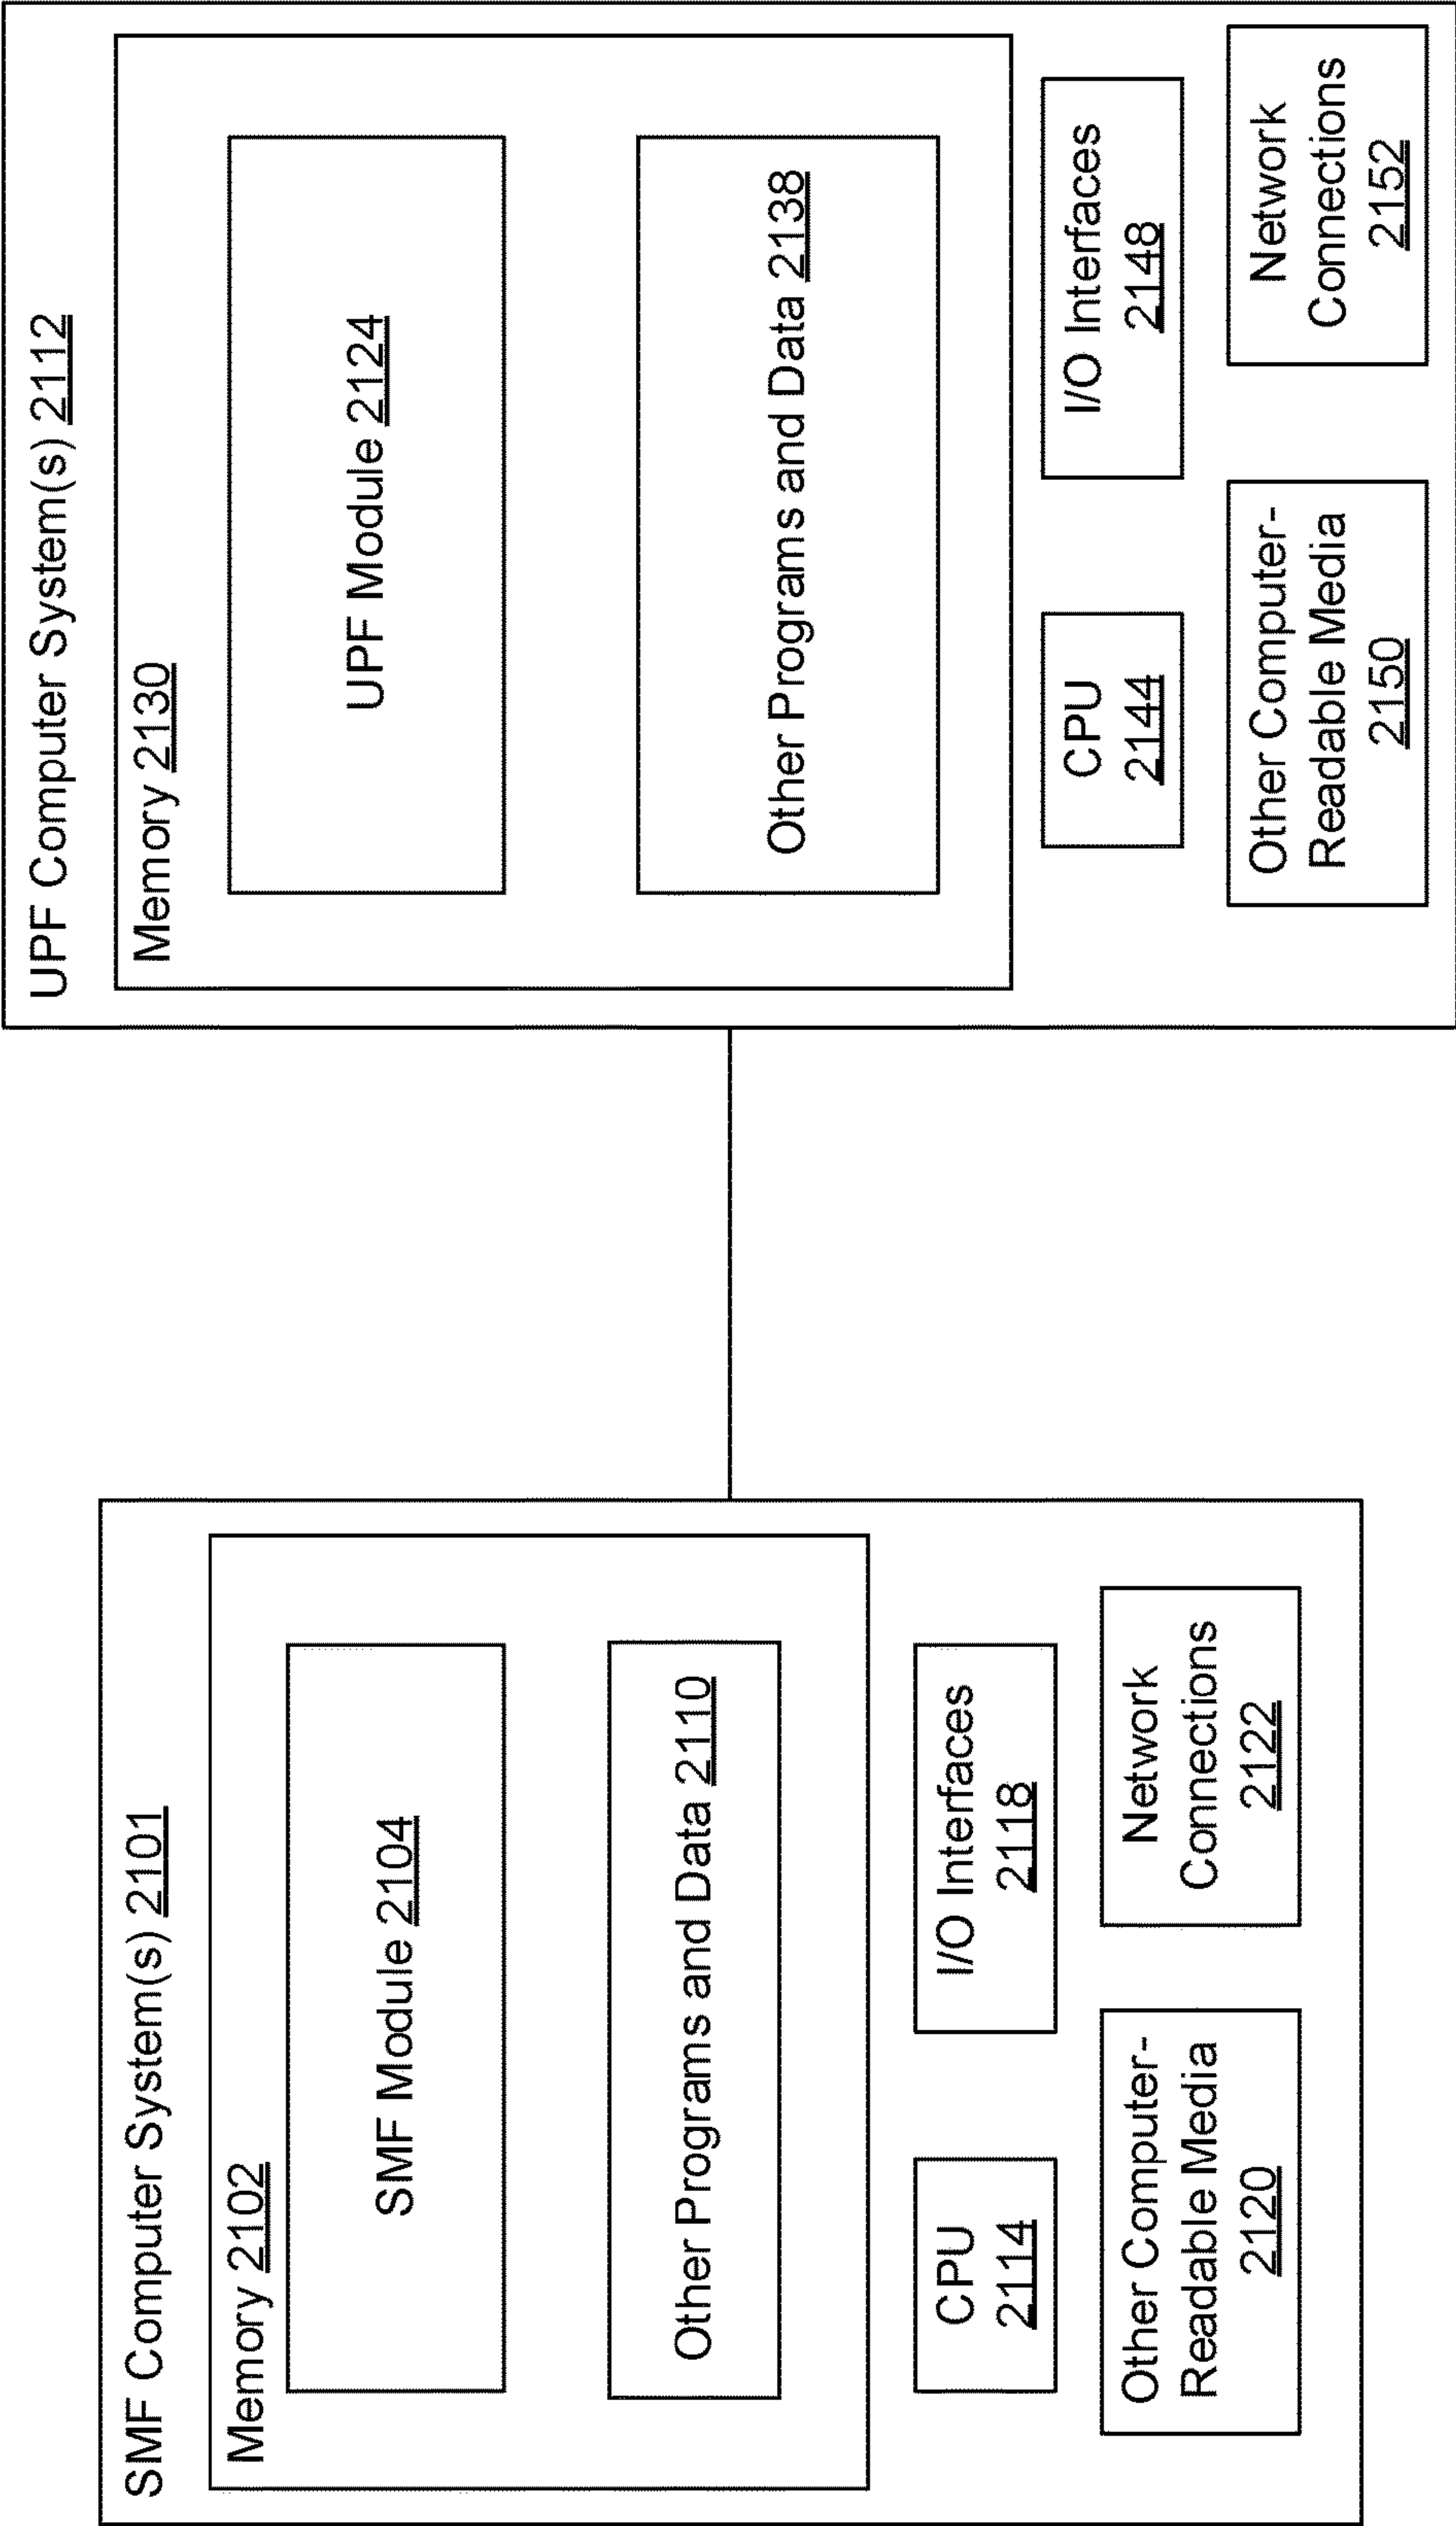 SMF Computer System(s) 2101
Memory 2102
SMF Module 2104
Other Programs and Data 2110
CPU
2114
I/O Interfaces
2118
Other Computer-
Readable Media
2120
Network
Connections
2122
UPF Computer System(s) 2112
Memory 2130
UPF Module 2124
Other Programs and Data 2138
CPU
2144
I/O Interfaces
2148
Other Computer-
Readable Media
2150
Network
Connections
2152